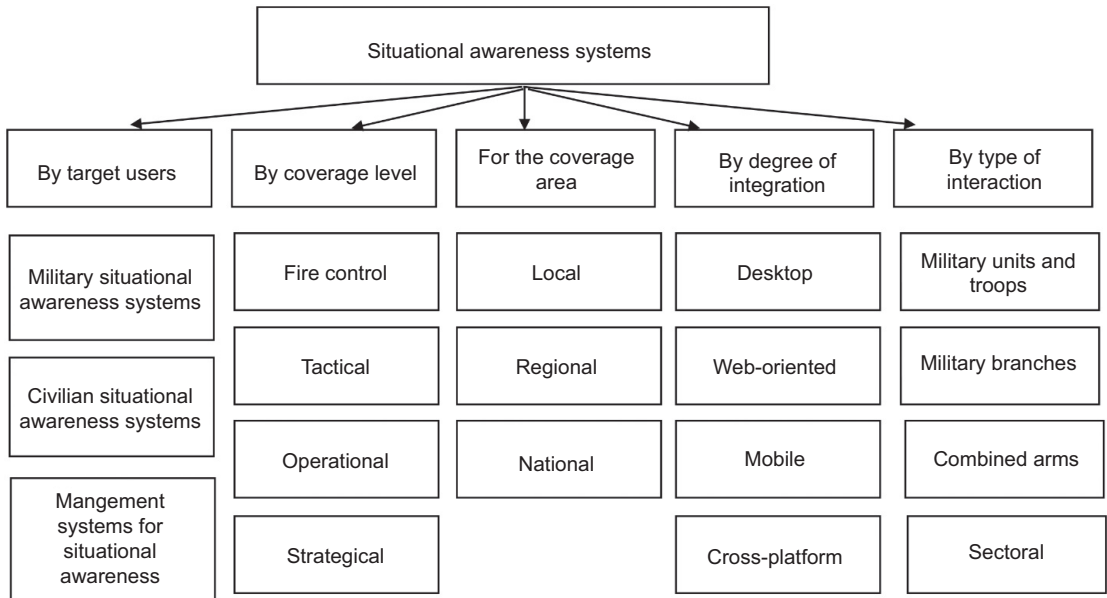 Situational awareness systems
By target users
By coverage level
For the coverage
area
By degree of
integration
By type of
interaction
Military situational
awareness systems
Civilian situational
awareness systems
Mangement
systems for
situational
awareness
Fire control
Tactical
Operational
Strategical
Local
Regional
National
Desktop
Web-oriented
Mobile
Cross-platform
Military units and
troops
Military branches
Combined arms
Sectoral